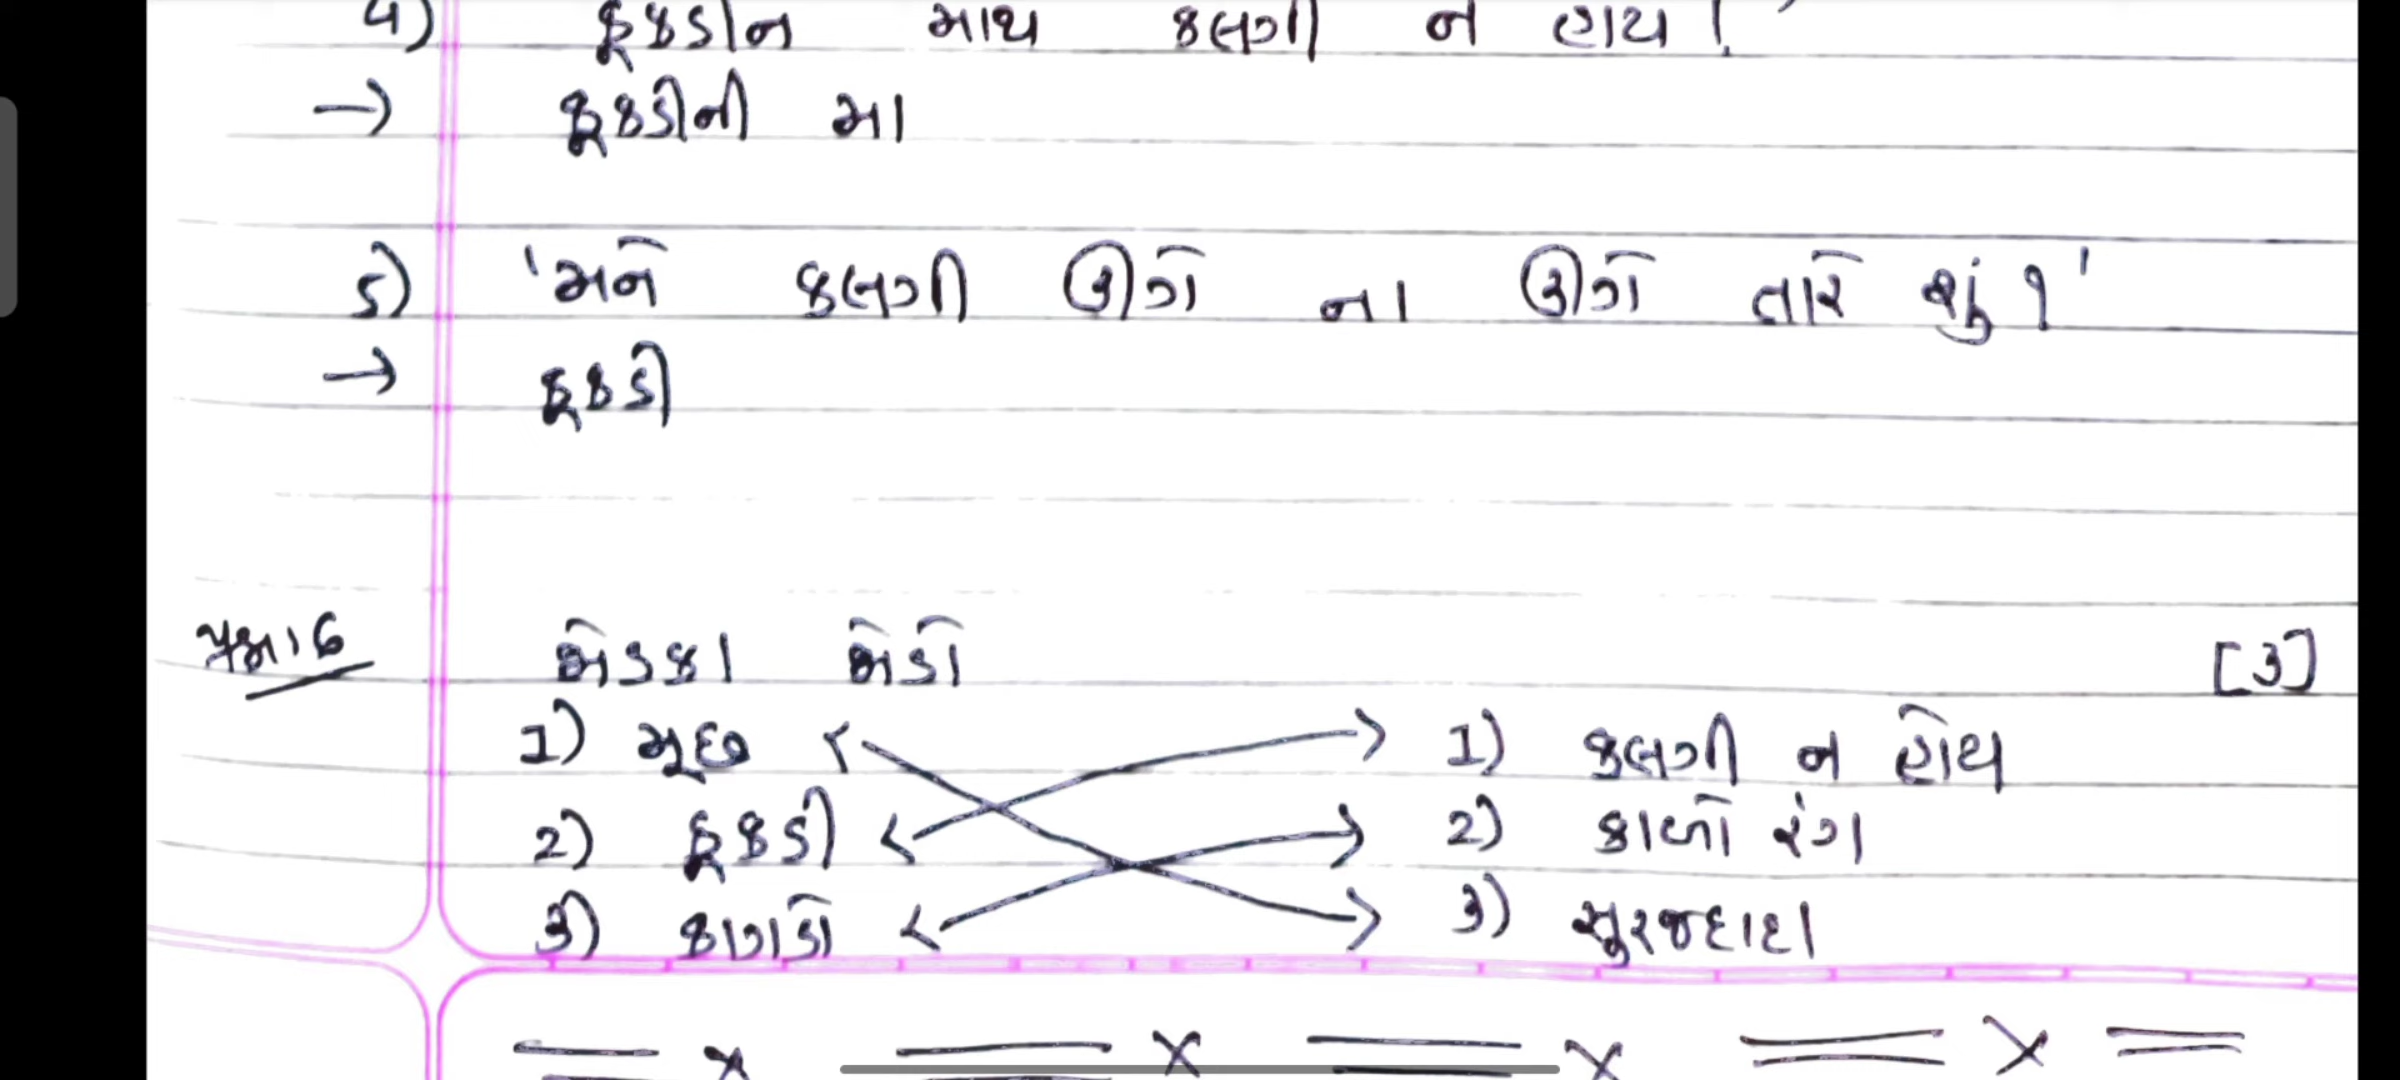 4) કૂકડીને માથે કલગી ન હોય !
→ કૂકડીની મા
5) 'મને કલગી ઊગે ના ઊગે તારે શું ?'
→ કૂકડી
પ્રશ્ન: 6 જોડકા જોડો [3]
1) મૂછ 1) કલગી ન હોય
2) કૂકડી 2) કાળો રંગ
3) કાગડો 3) સુરજદાદા
= x = x = x = x =